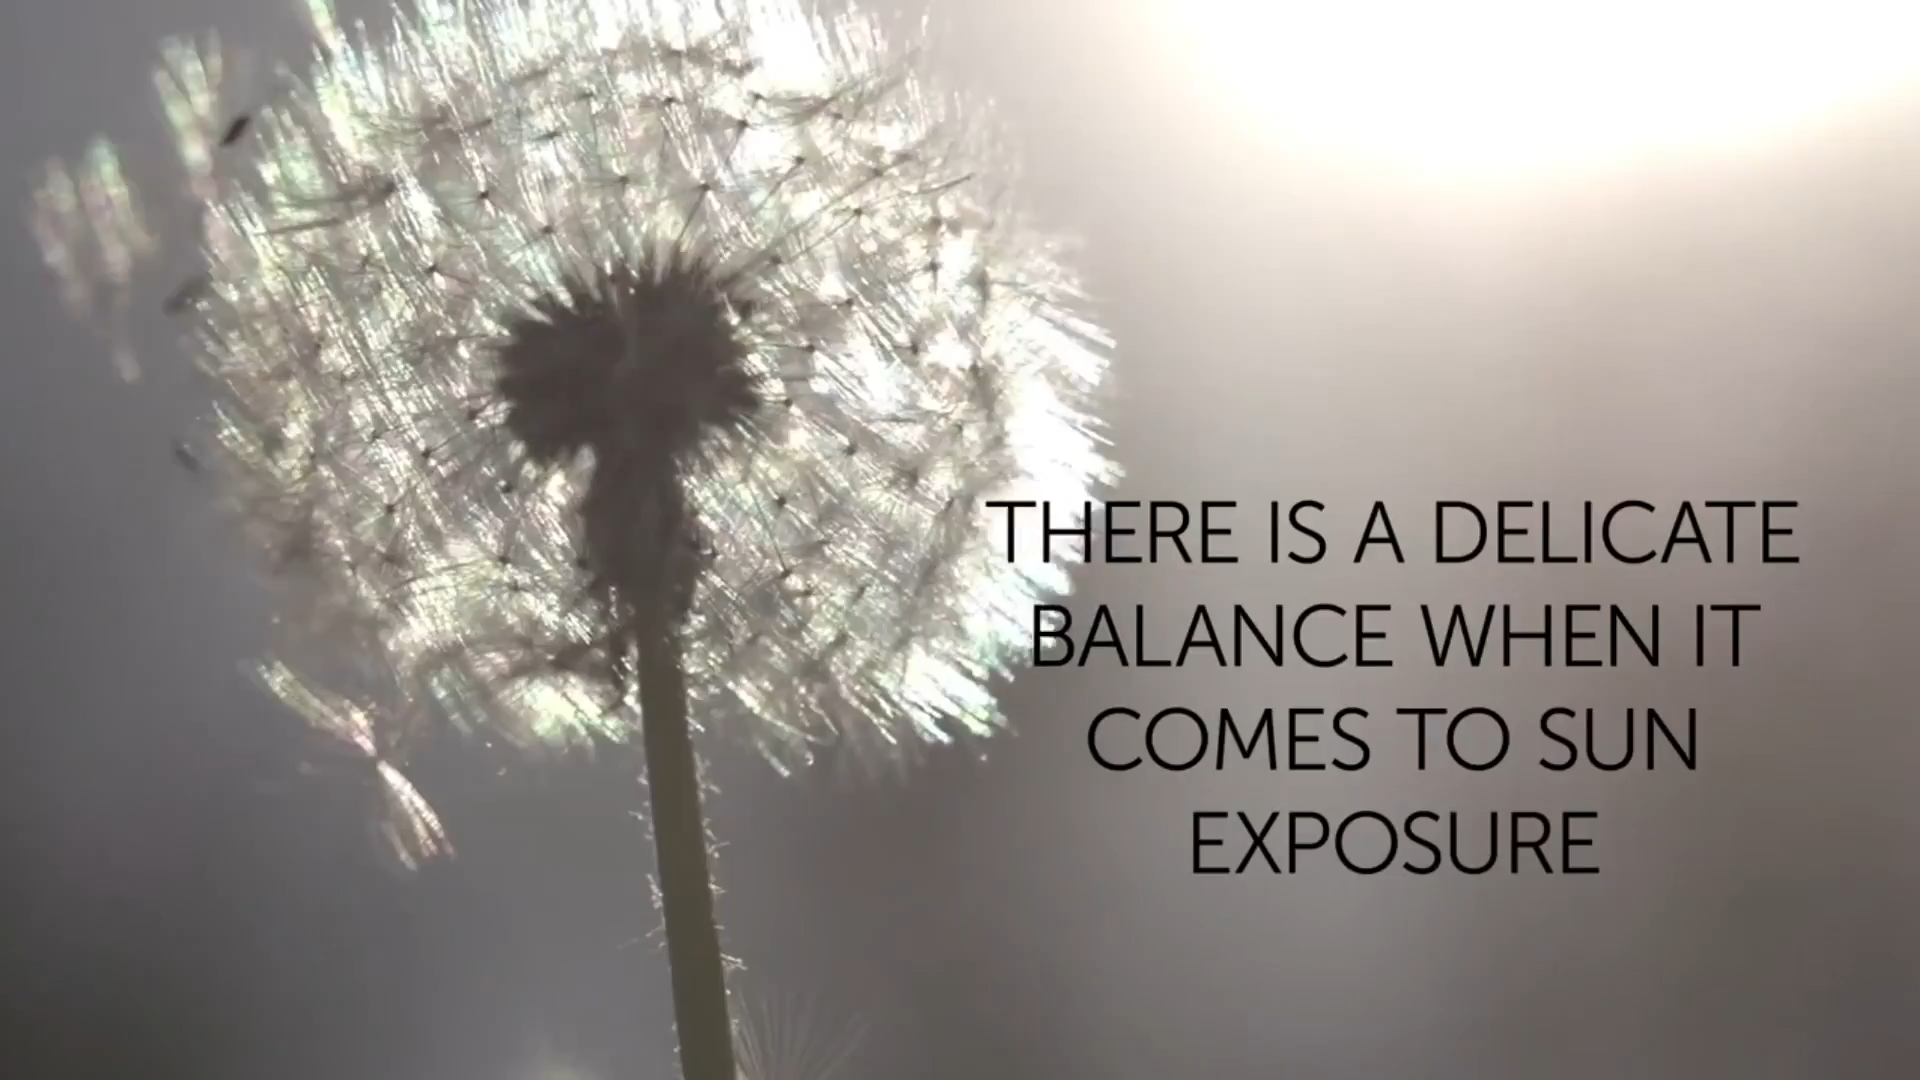 THERE IS A DELICATE
BALANCE WHEN IT
COMES TO SUN
EXPOSURE